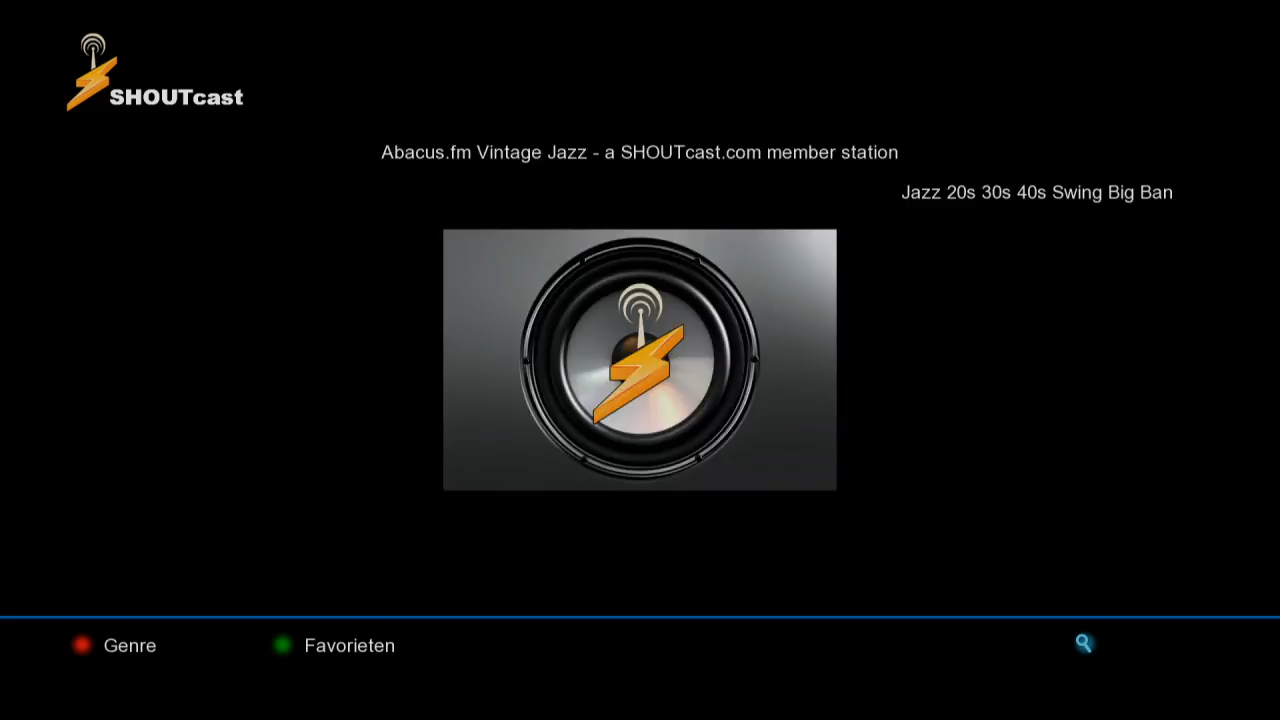 SHOUTcast
Abacus.fm Vintage Jazz - a SHOUTcast.com member station
Jazz 20s 30s 40s Swing Big Ban
Genre
Favorieten